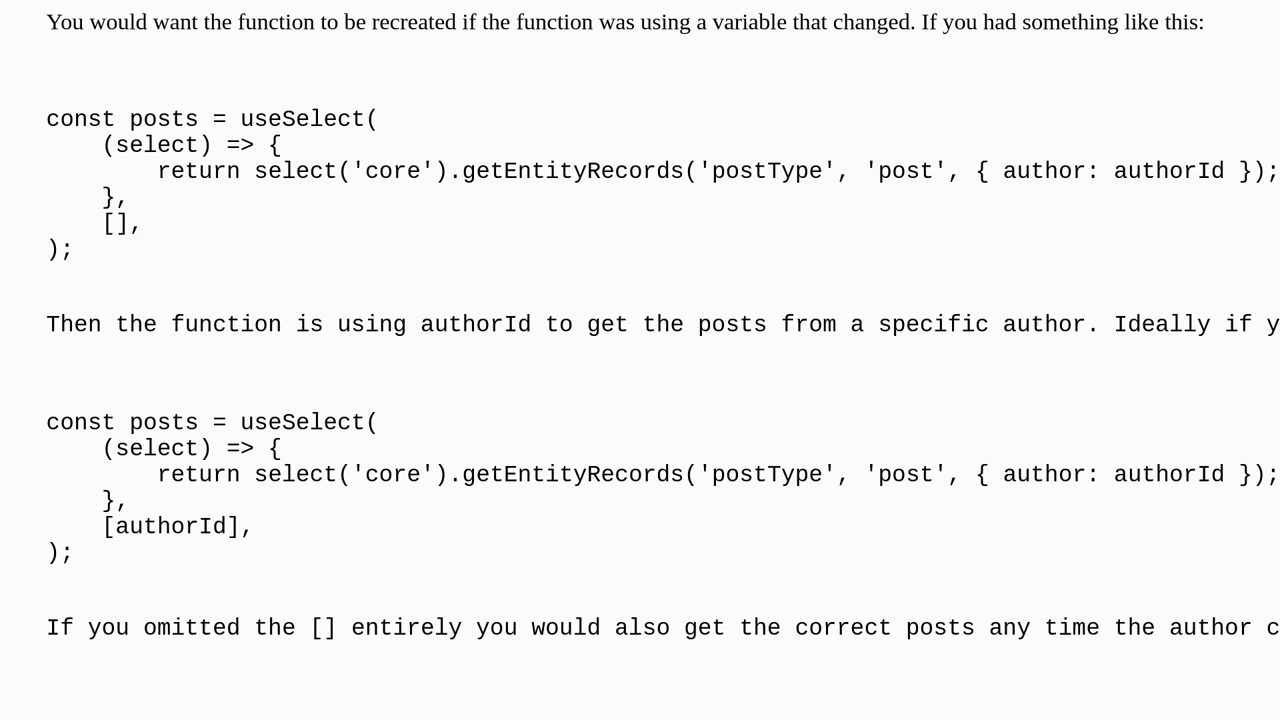 You would want the function to be recreated if the function was using a variable that changed. If you had something like this:
const posts = useSelect(
    (select) => {
        return select('core').getEntityRecords('postType', 'post', { author: authorId });
    },
    [],
);
Then the function is using authorId to get the posts from a specific author. Ideally if y
const posts = useSelect(
    (select) => {
        return select('core').getEntityRecords('postType', 'post', { author: authorId });
    },
    [authorId],
);
If you omitted the [] entirely you would also get the correct posts any time the author c